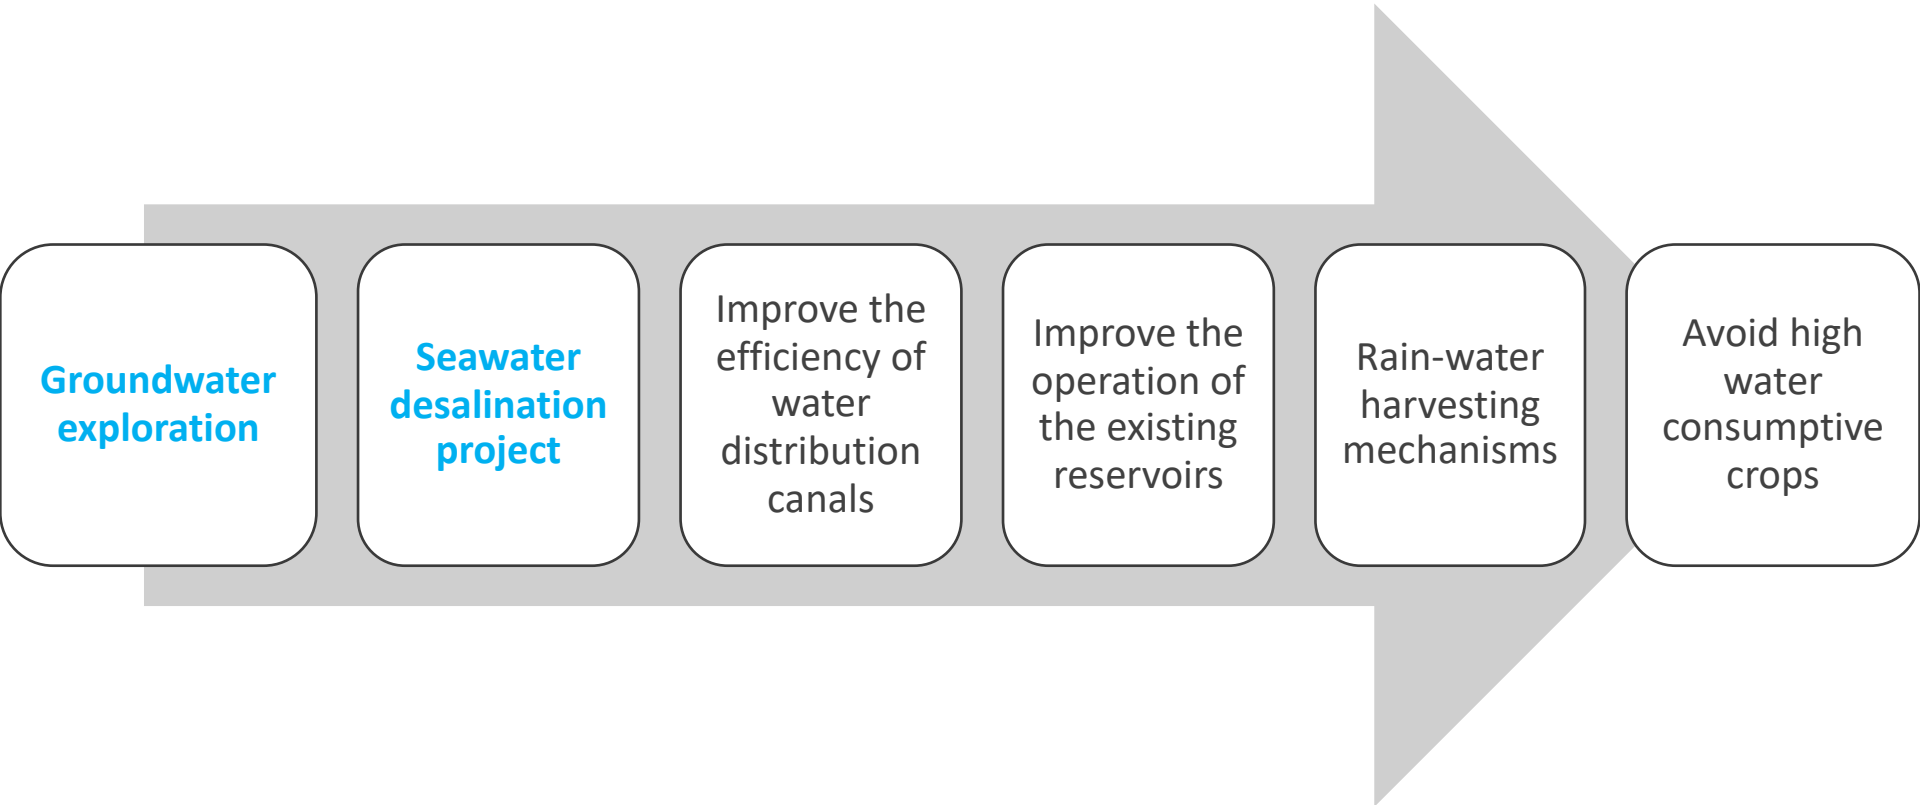 Groundwater
exploration
Seawater
desalination
project
Improve the
efficiency of
water
distribution
canals
Improve the
operation of
the existing
reservoirs
Rain-water
harvesting
mechanisms
Avoid high
water
consumptive
crops